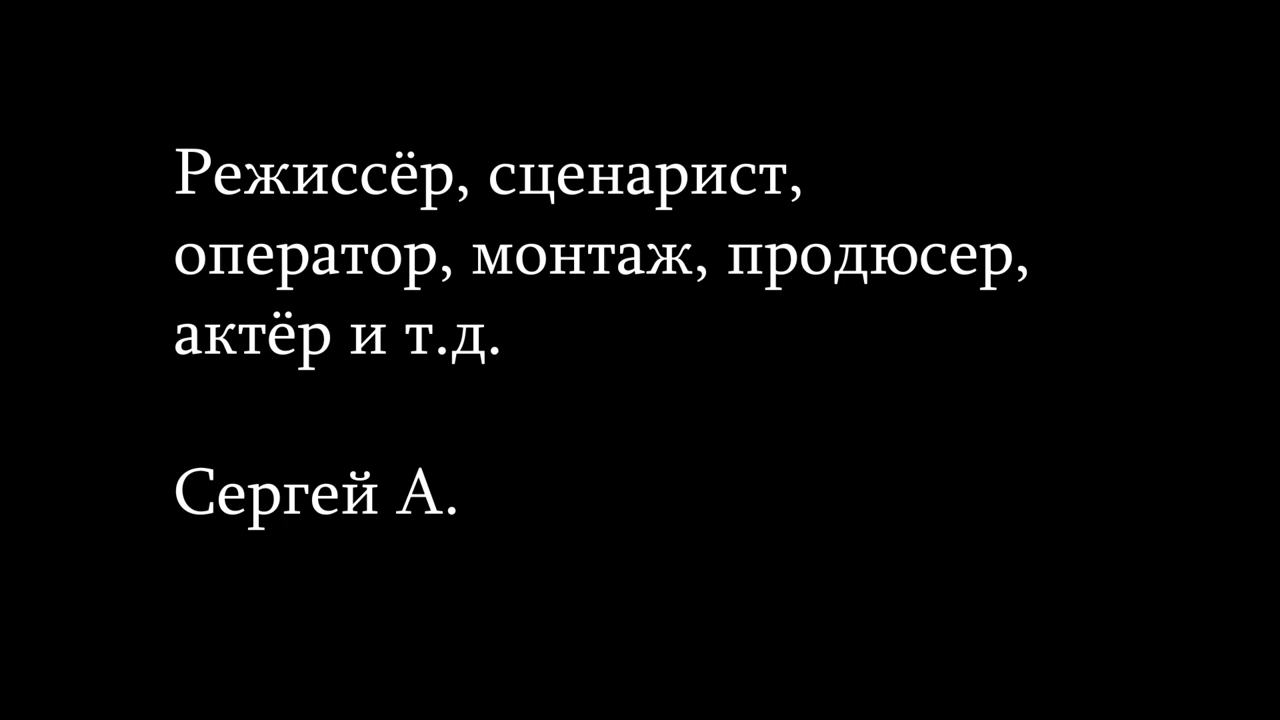 Режиссёр, сценарист,
оператор, монтаж, продюсер,
актёр и т.д.
Сергей А.